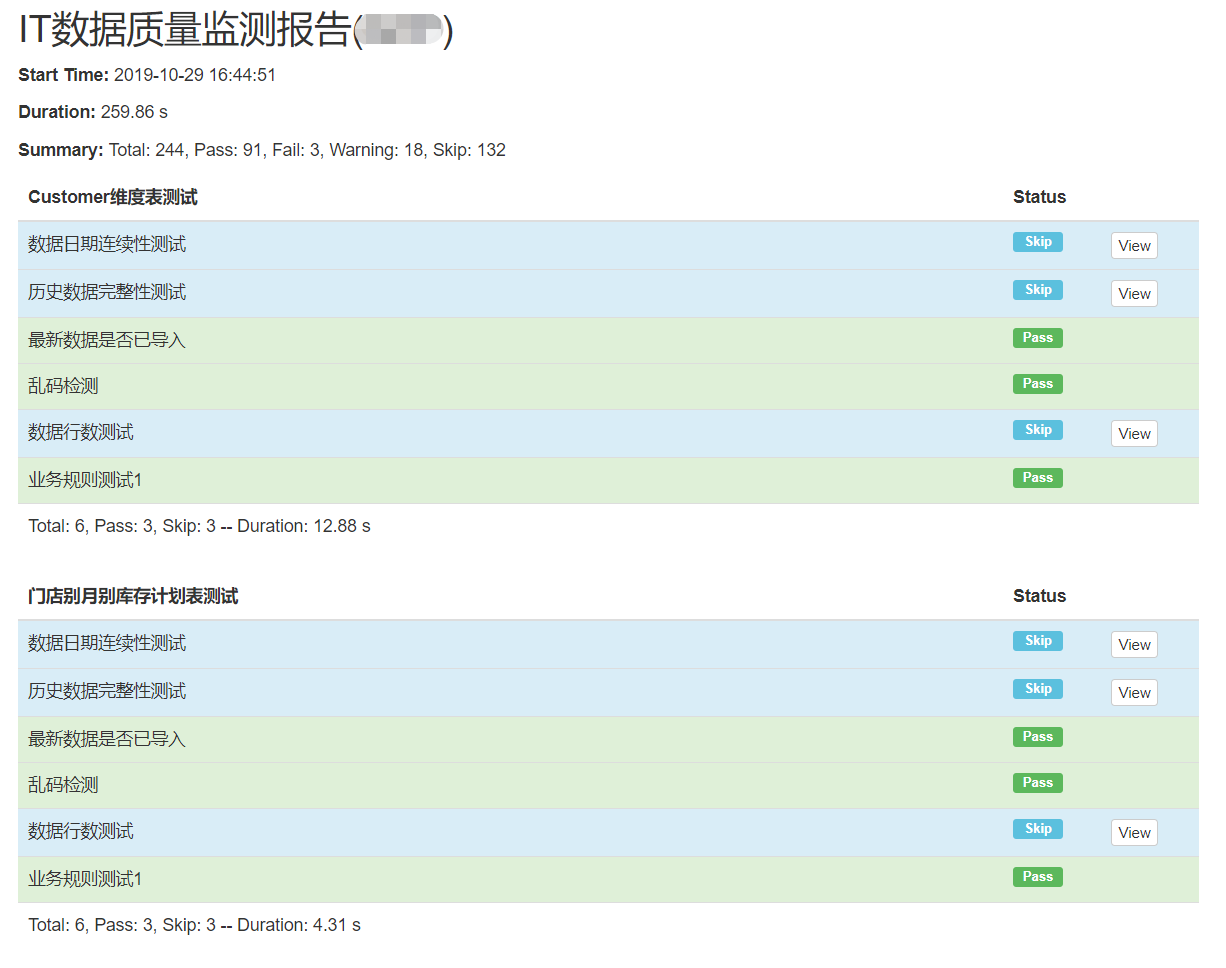 IT数据质量监测报告( )
Start Time: 2019-10-29 16:44:51
Duration: 259.86 s
Summary: Total: 244, Pass: 91, Fail: 3, Warning: 18, Skip: 132
Customer维度表测试 Status
数据日期连续性测试 Skip View
历史数据完整性测试 Skip View
最新数据是否已导入 Pass
乱码检测 Pass
数据行数测试 Skip View
业务规则测试1 Pass
Total: 6, Pass: 3, Skip: 3 -- Duration: 12.88 s
门店别月别库存计划表测试 Status
数据日期连续性测试 Skip View
历史数据完整性测试 Skip View
最新数据是否已导入 Pass
乱码检测 Pass
数据行数测试 Skip View
业务规则测试1 Pass
Total: 6, Pass: 3, Skip: 3 -- Duration: 4.31 s